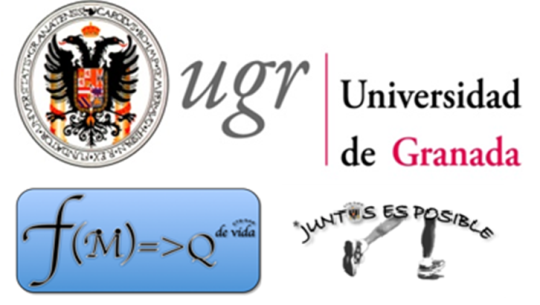 ugr
Universidad
de Granada
f(M)=>Q
de vida
*JUNTOS ES POSIBLE